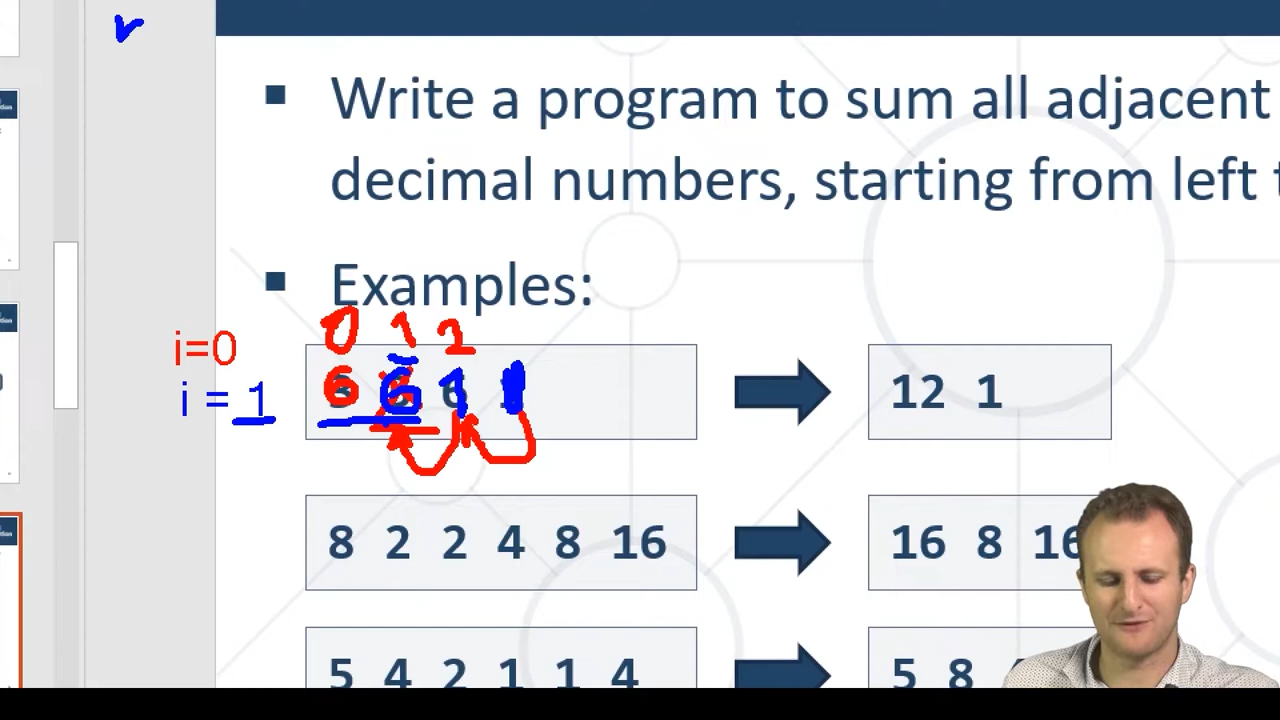 Write a program to sum all adjacent
decimal numbers, starting from left
Examples:
0 1 2
i=0
i = 1
6 6 1 1
12 1
8 2 2 4 8 16
16 8 16
5 4 2 1 1 4
5 8